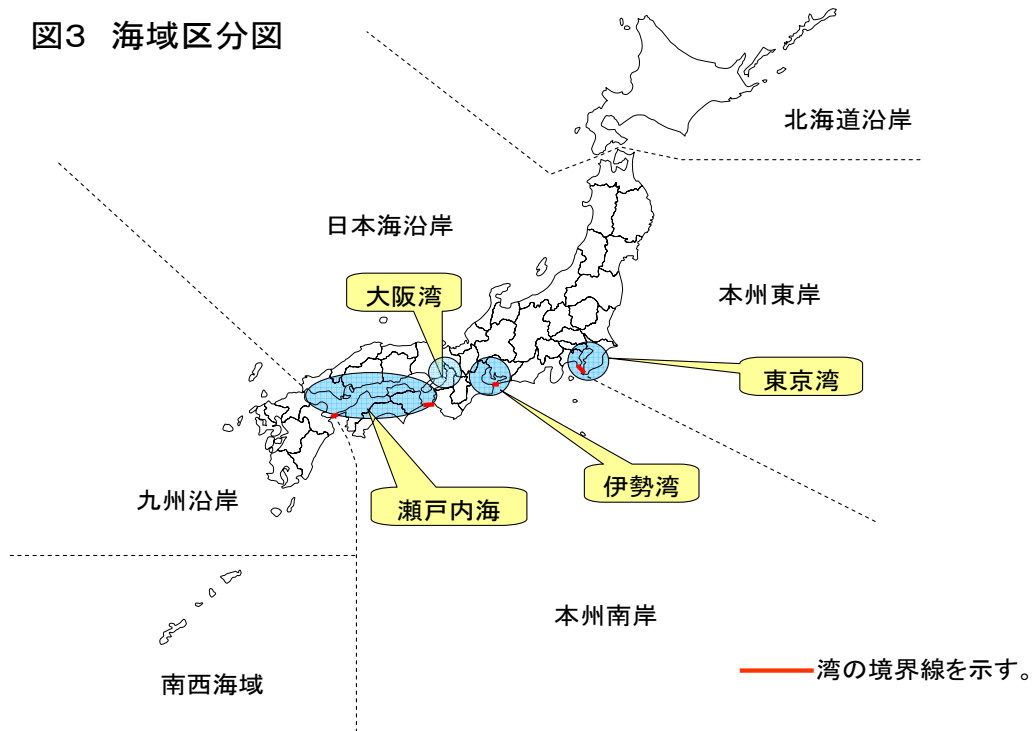 図3 海域区分図
北海道沿岸
日本海沿岸
大阪湾
本州東岸
東京湾
伊勢湾
瀬戸内海
九州沿岸
本州南岸
南西海域
湾の境界線を示す。